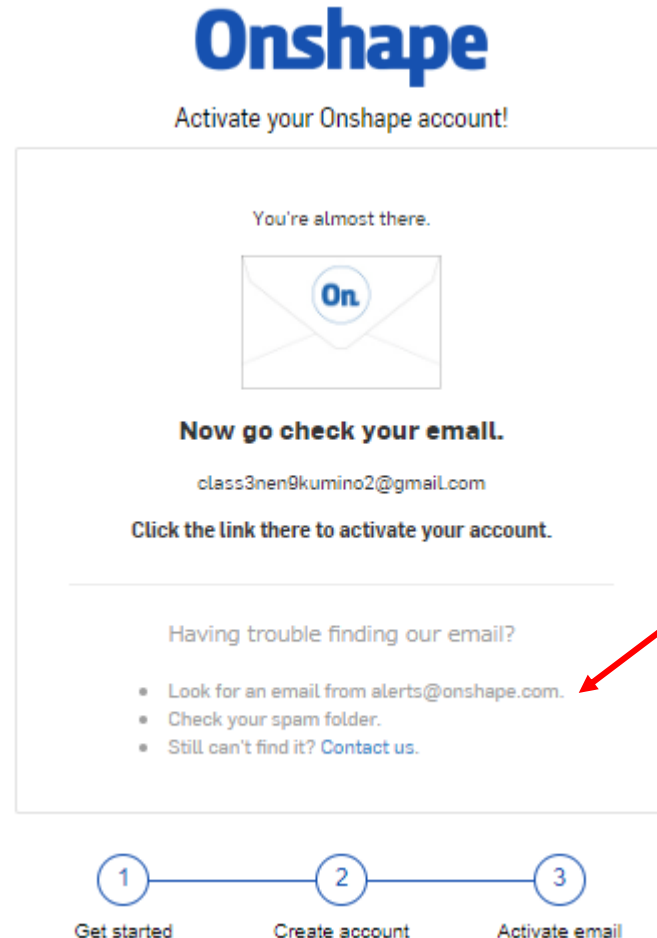 Onshape
Activate your Onshape account!
You're almost there.
On
Now go check your email.
class3nen9kumino2@gmail.com
Click the link there to activate your account.
Having trouble finding our email?
• Look for an email from alerts@onshape.com.
• Check your spam folder.
• Still can't find it? Contact us.
1 2 3
Get started Create account Activate email